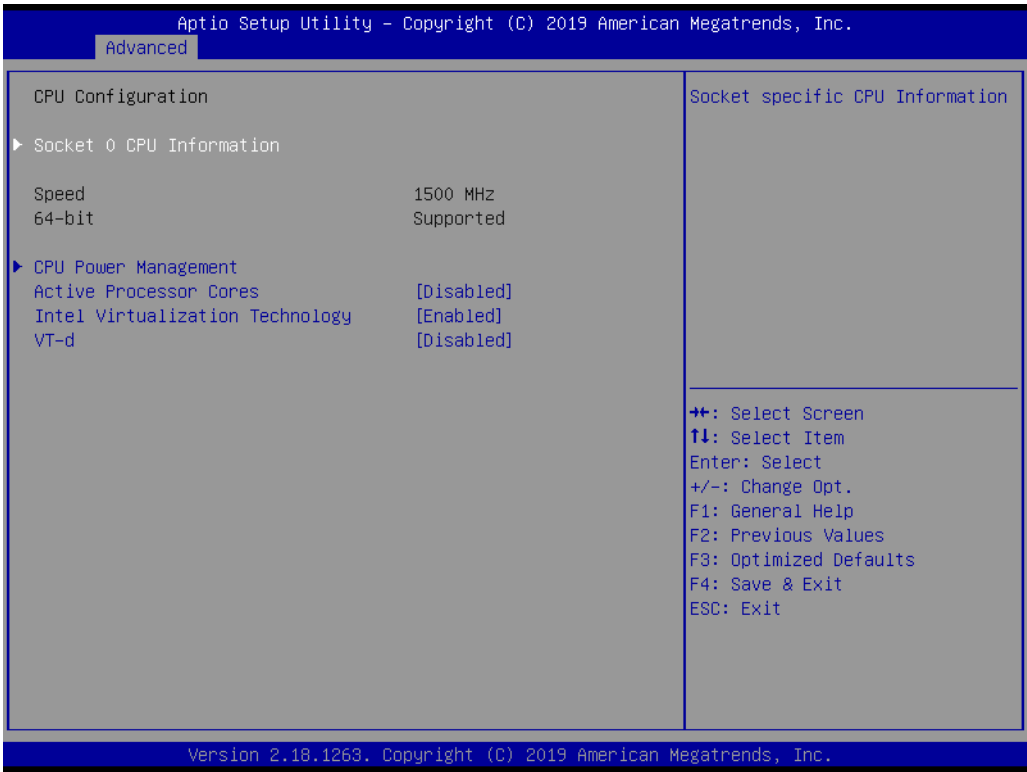 Aptio Setup Utility – Copyright (C) 2019 American Megatrends, Inc.
Advanced
CPU Configuration
Socket 0 CPU Information
Speed 1500 MHz
64-bit Supported
CPU Power Management
Active Processor Cores [Disabled]
Intel Virtualization Technology [Enabled]
VT-d [Disabled]
Socket specific CPU Information
→←: Select Screen
↑↓: Select Item
Enter: Select
+/-: Change Opt.
F1: General Help
F2: Previous Values
F3: Optimized Defaults
F4: Save & Exit
ESC: Exit
Version 2.18.1263. Copyright (C) 2019 American Megatrends, Inc.